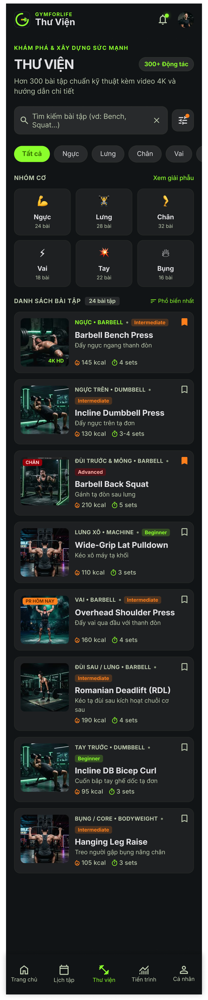 GYMFORLIFE
Thư Viện
KHÁM PHÁ & XÂY DỰNG SỨC MẠNH
THƯ VIỆN
300+ Động tác
Hơn 300 bài tập chuẩn kỹ thuật kèm video 4K và
hướng dẫn chi tiết
Tìm kiếm bài tập (vd: Bench,
Squat...)
Tất cả
Ngực
Lưng
Chân
Vai
NHÓM CƠ
Xem giải phẫu
Ngực
Lưng
Chân
24 bài
28 bài
32 bài
Vai
Tay
Bụng
18 bài
22 bài
16 bài
DANH SÁCH BÀI TẬP
24 bài tập
Phổ biến nhất
4K HD
NGỰC • BARBELL • Intermediate
Barbell Bench Press
Đẩy ngực ngang thanh đòn
145 kcal 4 sets
NGỰC TRÊN • DUMBBELL •
Intermediate
Incline Dumbbell Press
Đẩy ngực trên tạ đơn
130 kcal 3-4 sets
CHÂN
ĐÙI TRƯỚC & MÔNG • BARBELL •
Advanced
Barbell Back Squat
Gánh tạ đòn sau lưng
210 kcal 5 sets
LƯNG XÔ • MACHINE • Beginner
Wide-Grip Lat Pulldown
Kéo xô máy tạ khối
110 kcal 3 sets
PR HÔM NAY
VAI • BARBELL • Intermediate
Overhead Shoulder Press
Đẩy vai qua đầu với thanh đòn
160 kcal 4 sets
ĐÙI SAU / LƯNG • BARBELL •
Intermediate
Romanian Deadlift (RDL)
Kéo tạ đùi sau kích hoạt chuỗi cơ
sau
190 kcal 4 sets
TAY TRƯỚC • DUMBBELL •
Beginner
Incline DB Bicep Curl
Cuốn bắp tay ghế dốc tạ đơn
95 kcal 3 sets
BỤNG / CORE • BODYWEIGHT •
Intermediate
Hanging Leg Raise
Treo người gập bụng nâng chân
105 kcal 3 sets
Trang chủ
Lịch tập
Thư viện
Tiến trình
Cá nhân